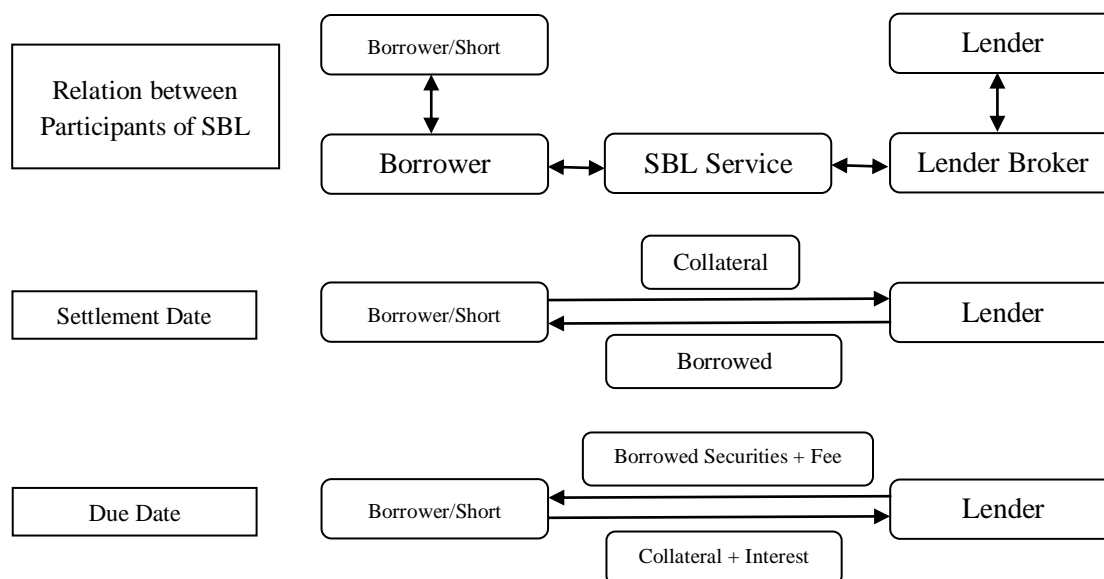 Relation between
Participants of SBL
Borrower/Short
Lender
Borrower
SBL Service
Lender Broker
Collateral
Settlement Date
Borrower/Short
Lender
Borrowed
Borrowed Securities + Fee
Due Date
Borrower/Short
Lender
Collateral + Interest